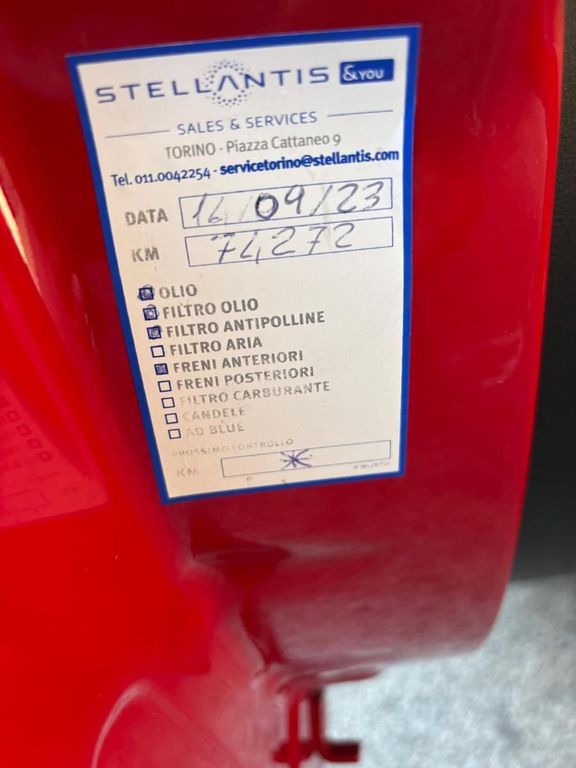 STELLANTIS &YOU
SALES & SERVICES
TORINO - Piazza Cattaneo 9
Tel. 011.0042254 - servicetorino@stellantis.com
DATA 14/09/23
KM 74272
OLIO
FILTRO OLIO
FILTRO ANTIPOLLINE
FILTRO ARIA
FRENI ANTERIORI
FRENI POSTERIORI
FILTRO CARBURANTE
CANDELE
AD BLUE
PROSSIMO CONTROLLO
KM
WÜRTH